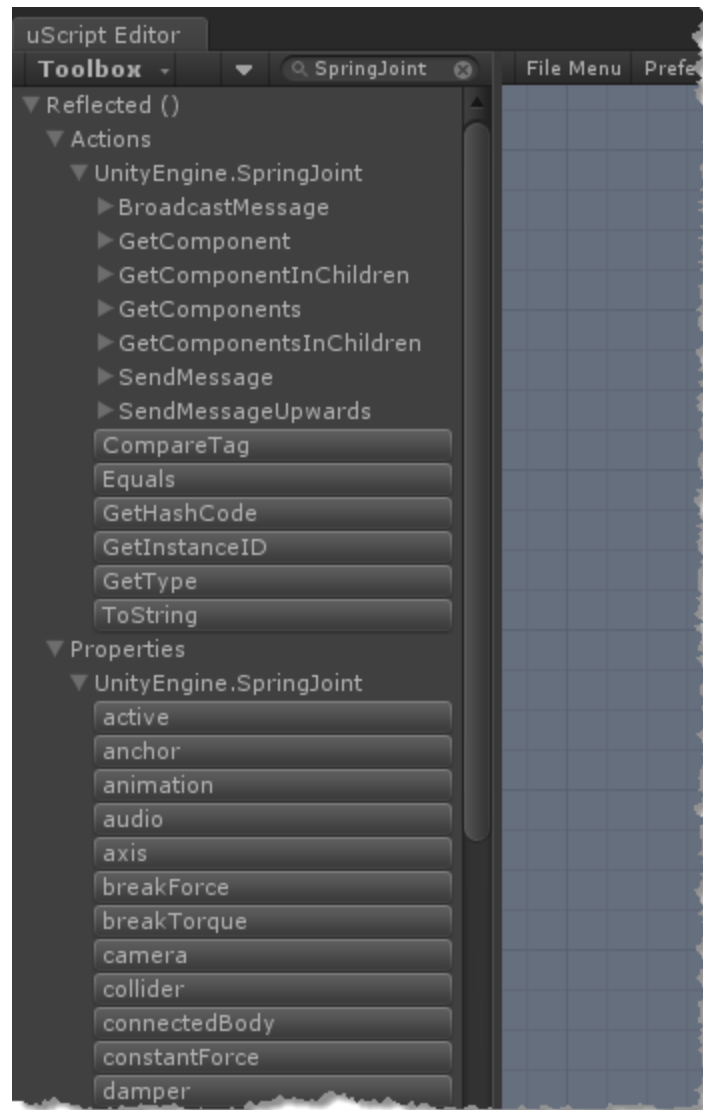 uScript Editor
Toolbox SpringJoint File Menu
Reflected ()
Actions
UnityEngine.SpringJoint
BroadcastMessage
GetComponent
GetComponentInChildren
GetComponents
GetComponentsInChildren
SendMessage
SendMessageUpwards
CompareTag
Equals
GetHashCode
GetInstanceID
GetType
ToString
Properties
UnityEngine.SpringJoint
active
anchor
animation
audio
axis
breakForce
breakTorque
camera
collider
connectedBody
constantForce
damper